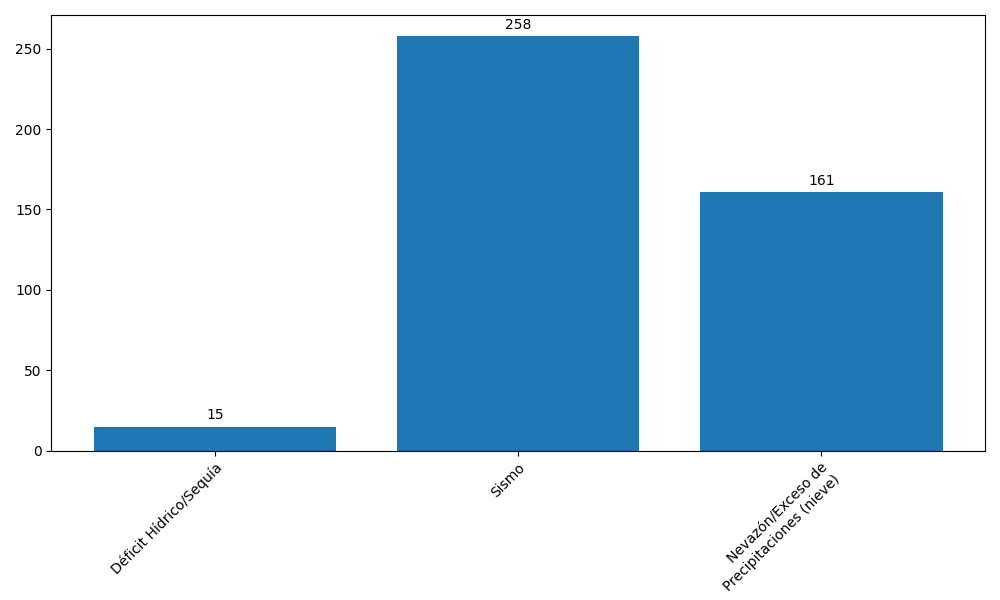 258
250
200
161
150
100
50
15
0
Déficit Hídrico/Sequía
Sismo
Nevazón/Exceso de
Precipitaciones (nieve)